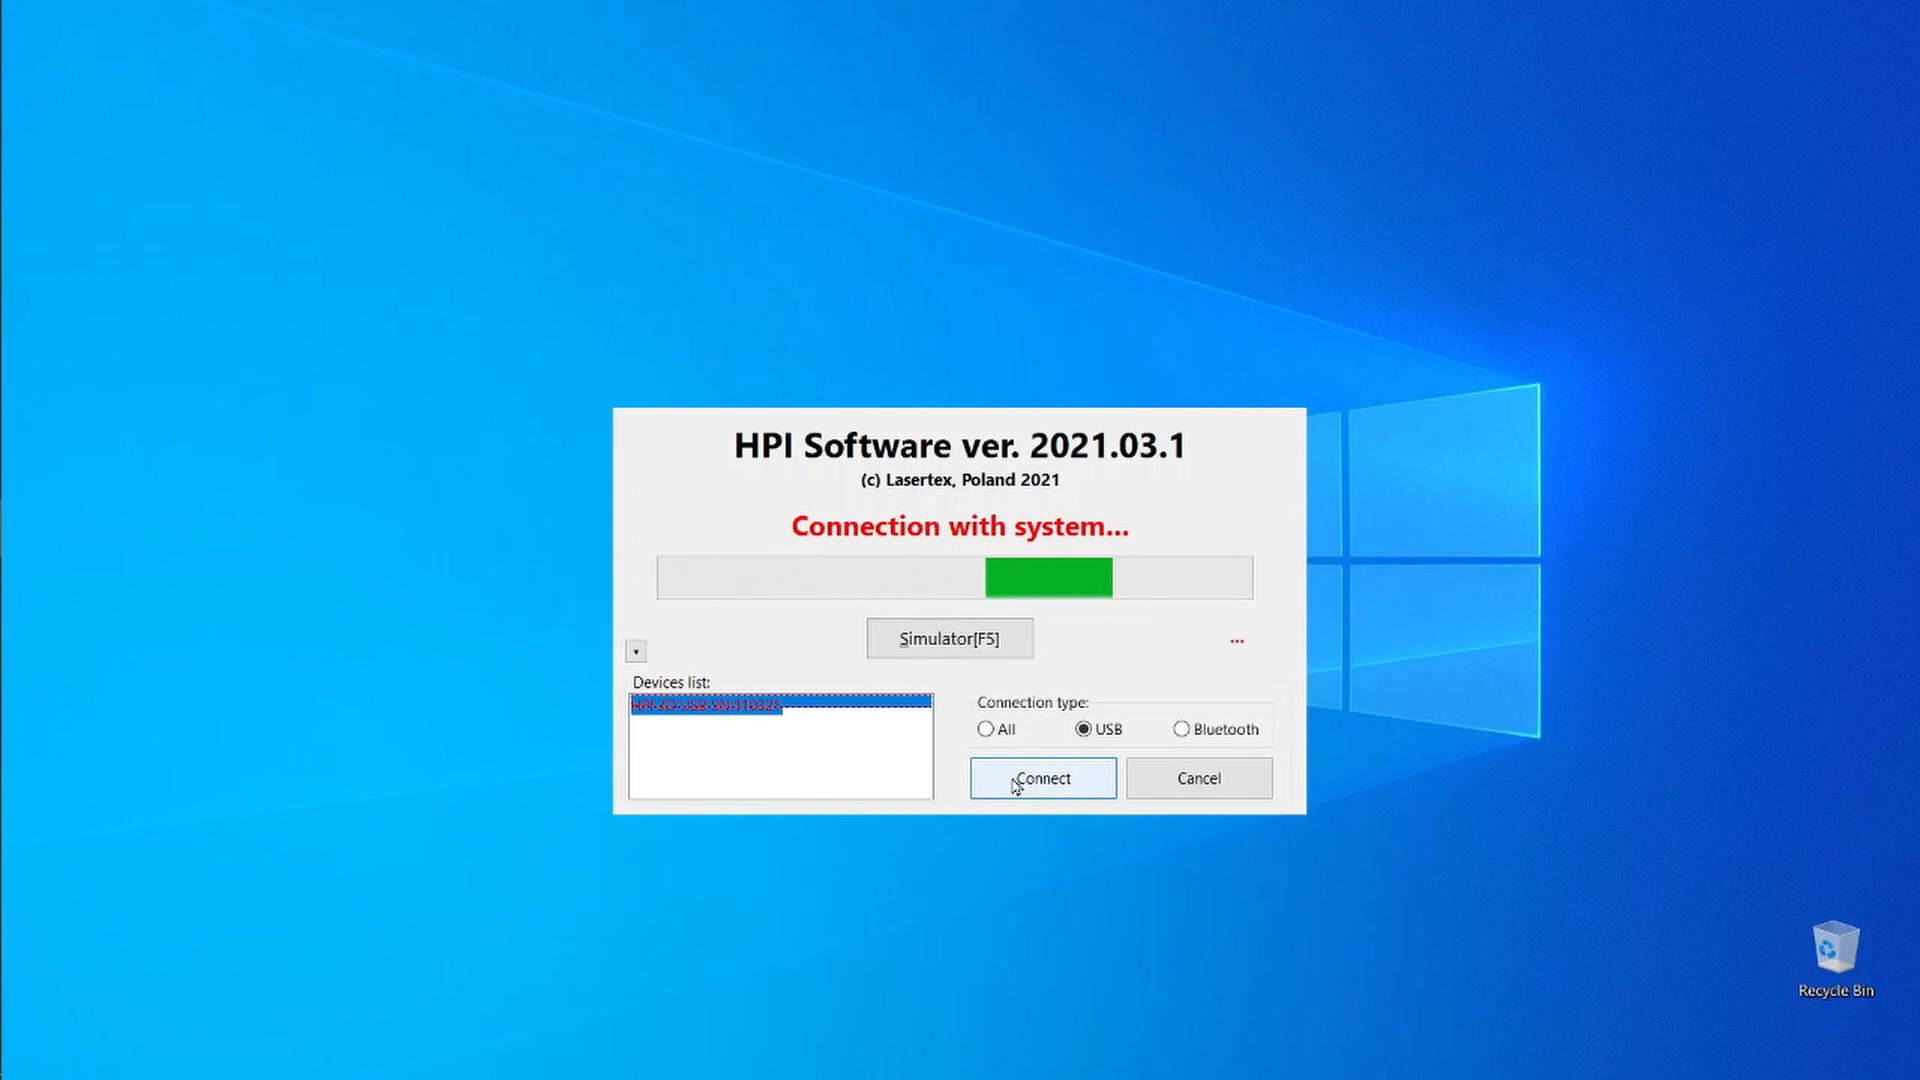 HPI Software ver. 2021.03.1
(c) Lasertex, Poland 2021
Connection with system...
Simulator[F5]
...
Devices list:
Connection type:
All
USB
Bluetooth
Connect
Cancel
Recycle Bin